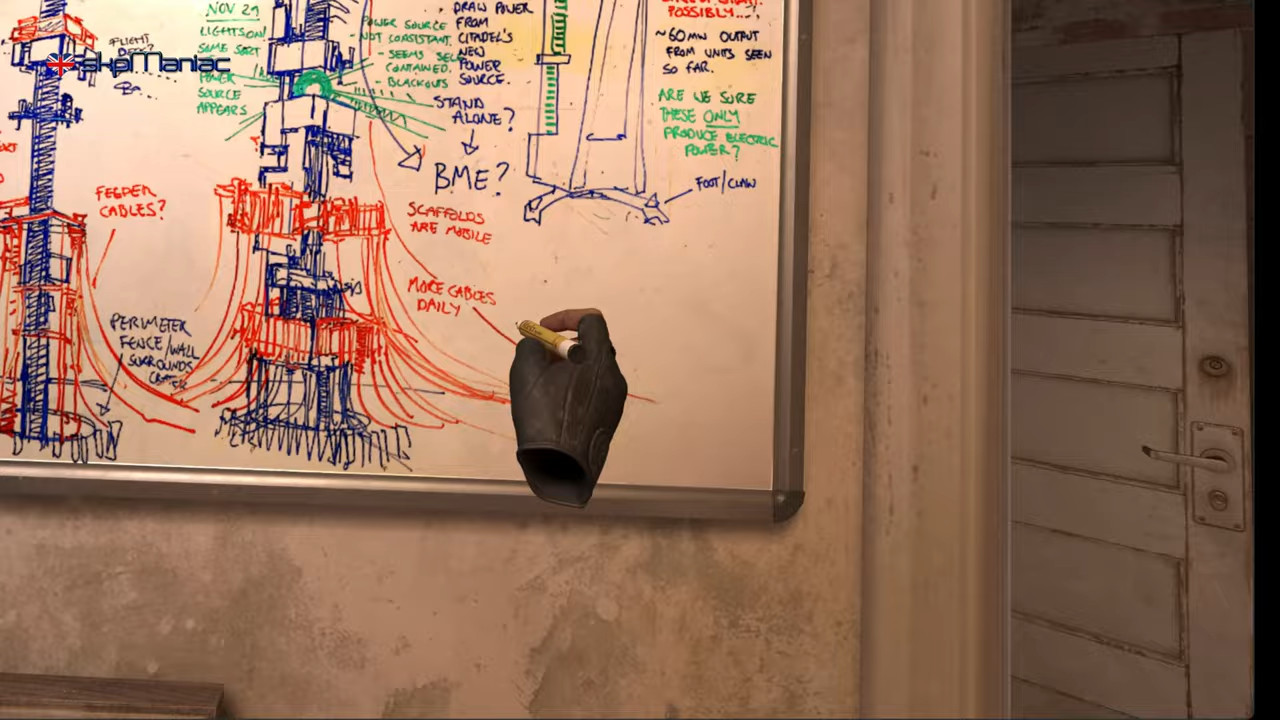 NOV 29
LIGHTS ON!
SOME SORT
POWER
SOURCE
APPEARS
FLIGHT
skpManiac
POWER SOURCE
NOT CONSISTANT
- SEEMS SELF
CONTAINED.
- BLACKOUTS
DRAW POWER
FROM
CITADEL'S
NEW
POWER
SOURCE.
STAND
ALONE?
BME?
POSSIBLY...
~60MW OUTPUT
FROM UNITS SEEN
SO FAR.
ARE WE SURE
THESE ONLY
PRODUCE ELECTRIC
POWER?
FOOT/CLAW
FEEDER
CABLES?
SCAFFOLDS
ARE MOBILE
MORE CABLES
DAILY
PERIMETER
FENCE/WALL
SURROUNDS